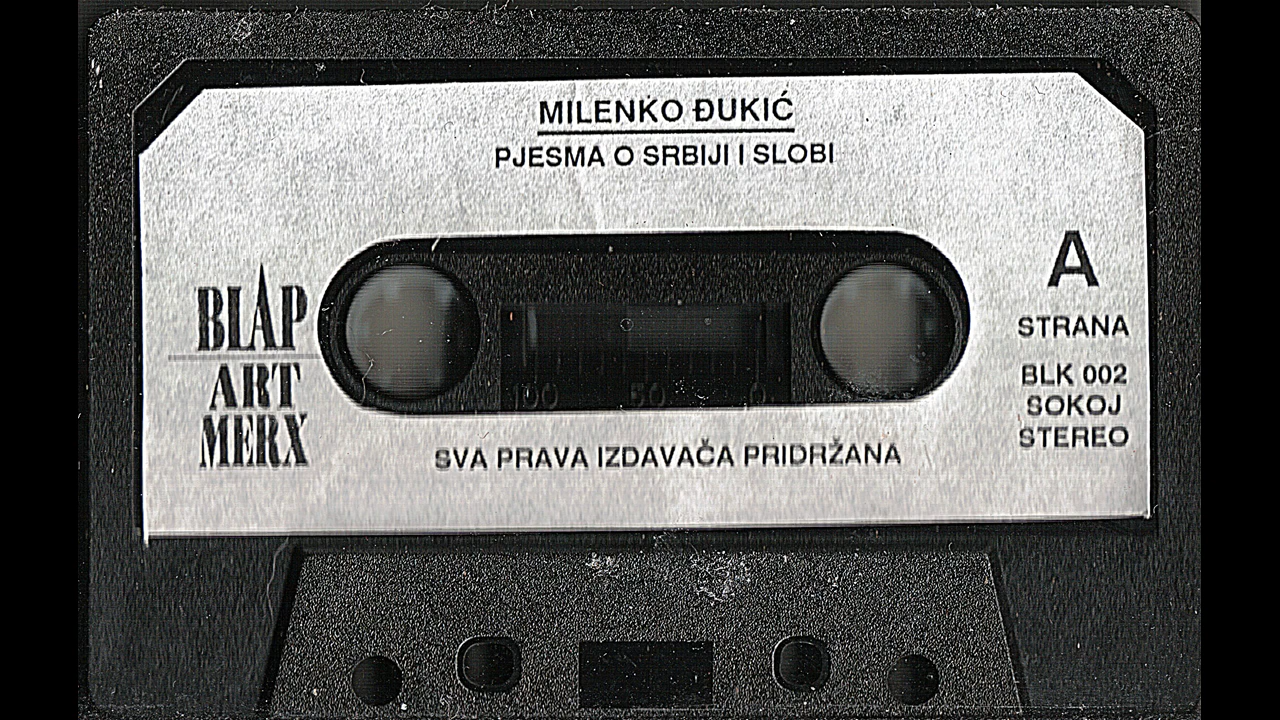 MILENKO ĐUKIĆ
PJESMA O SRBIJI I SLOBI
A
STRANA
BLK 002
SOKOJ
STEREO
BLAP
ART
MERX
100 50 0
SVA PRAVA IZDAVAČA PRIDRŽANA